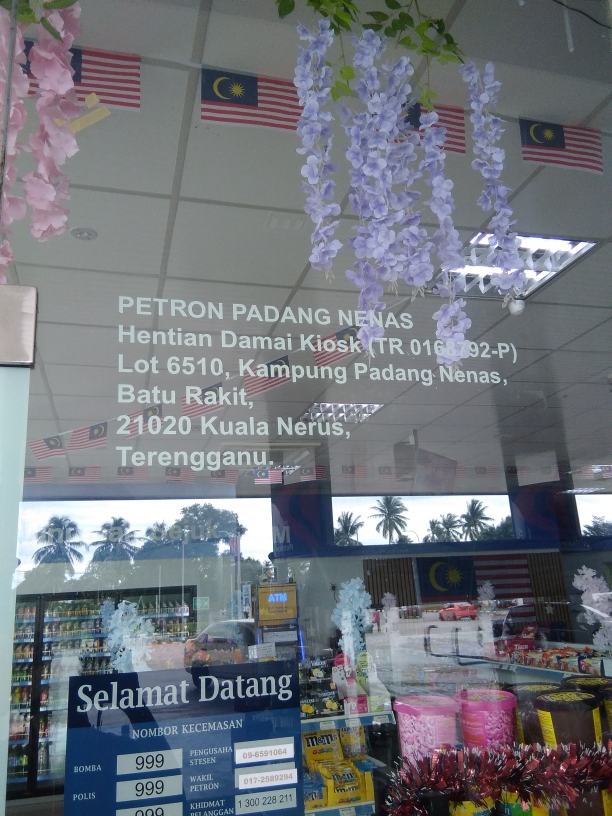 PETRON PADANG NENAS
Hentian Damai Kiosk (TR 0168792-P)
Lot 6510, Kampung Padang Nenas,
Batu Rakit,
21020 Kuala Nerus,
Terengganu.
ATM
Selamat Datang
NOMBOR KECEMASAN
BOMBA 999
PENGUSAHA STESEN 09-6591064
POLIS 999
WAKIL PETRON 017-2589294
999
KHIDMAT PELANGGAN 1 300 228 211
m&m's